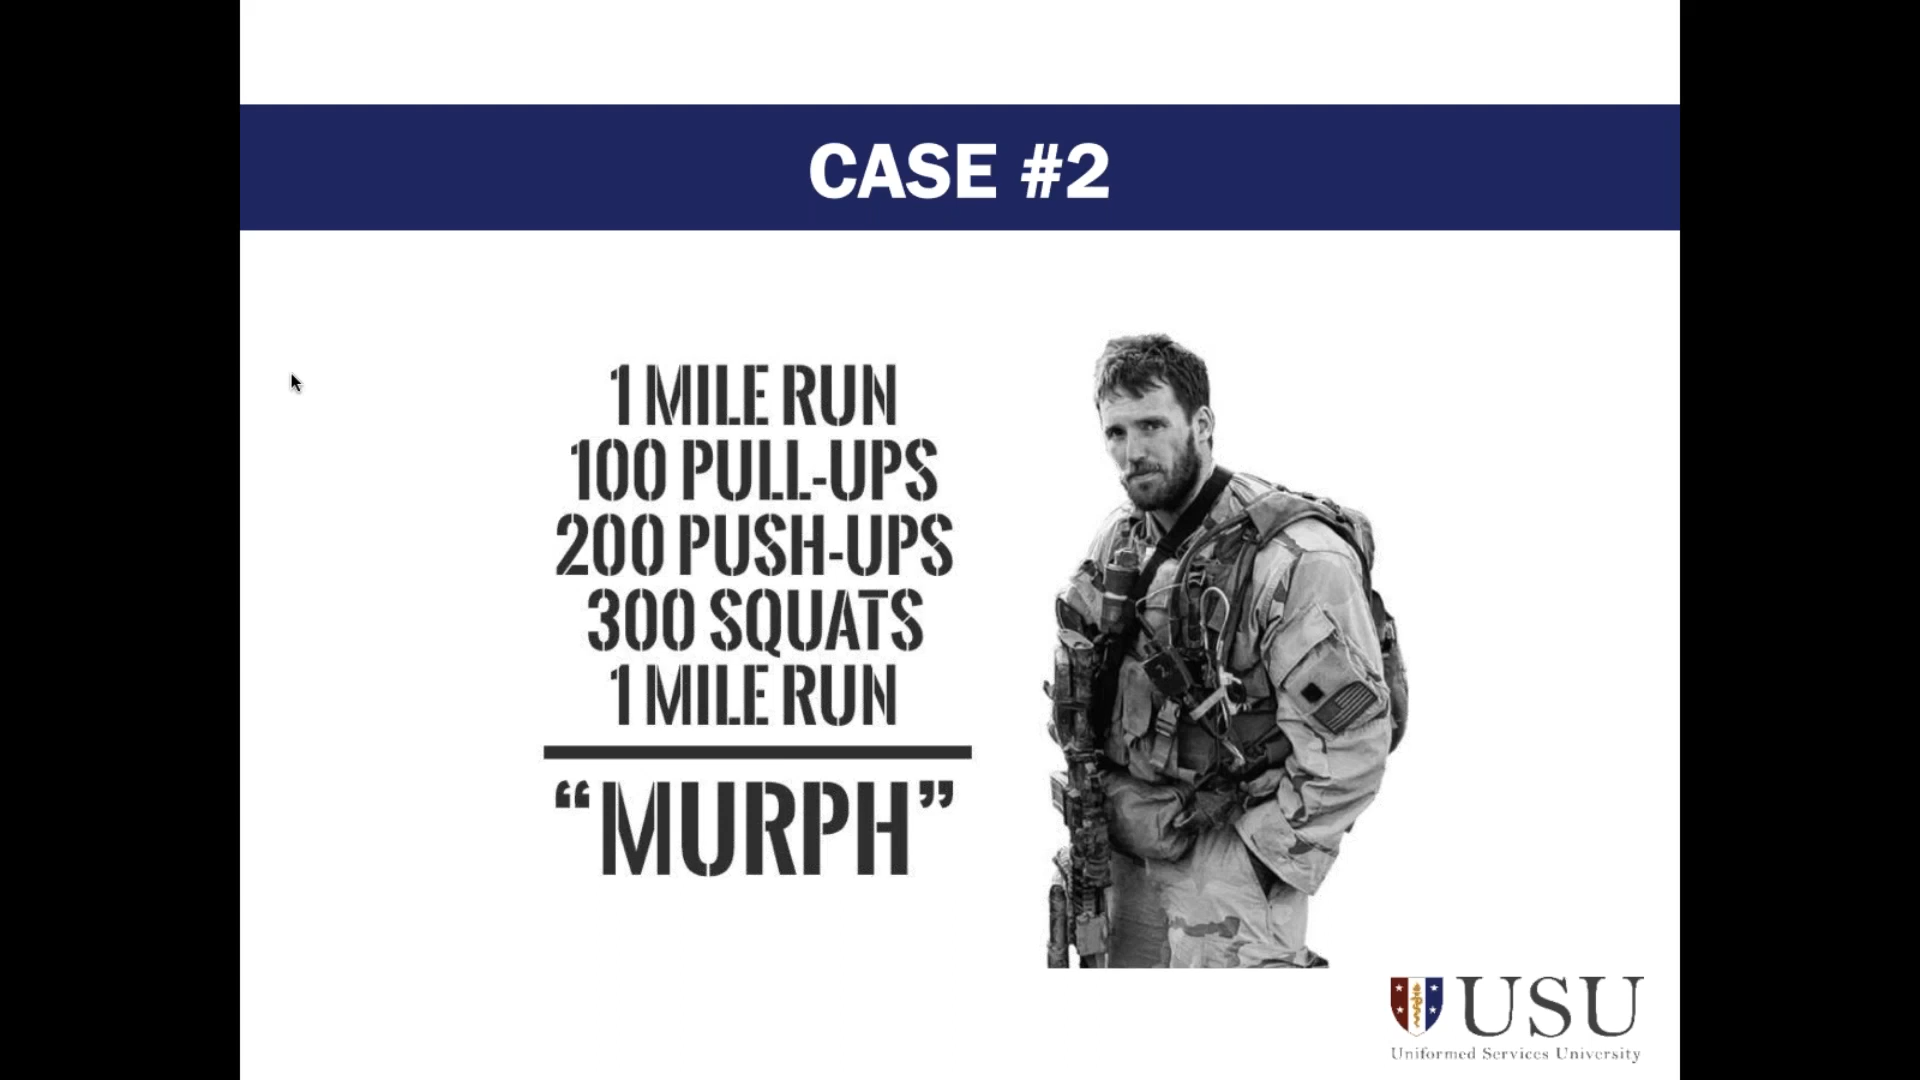 CASE #2
1 MILE RUN
100 PULL-UPS
200 PUSH-UPS
300 SQUATS
1 MILE RUN
“MURPH”
2
USU
Uniformed Services University